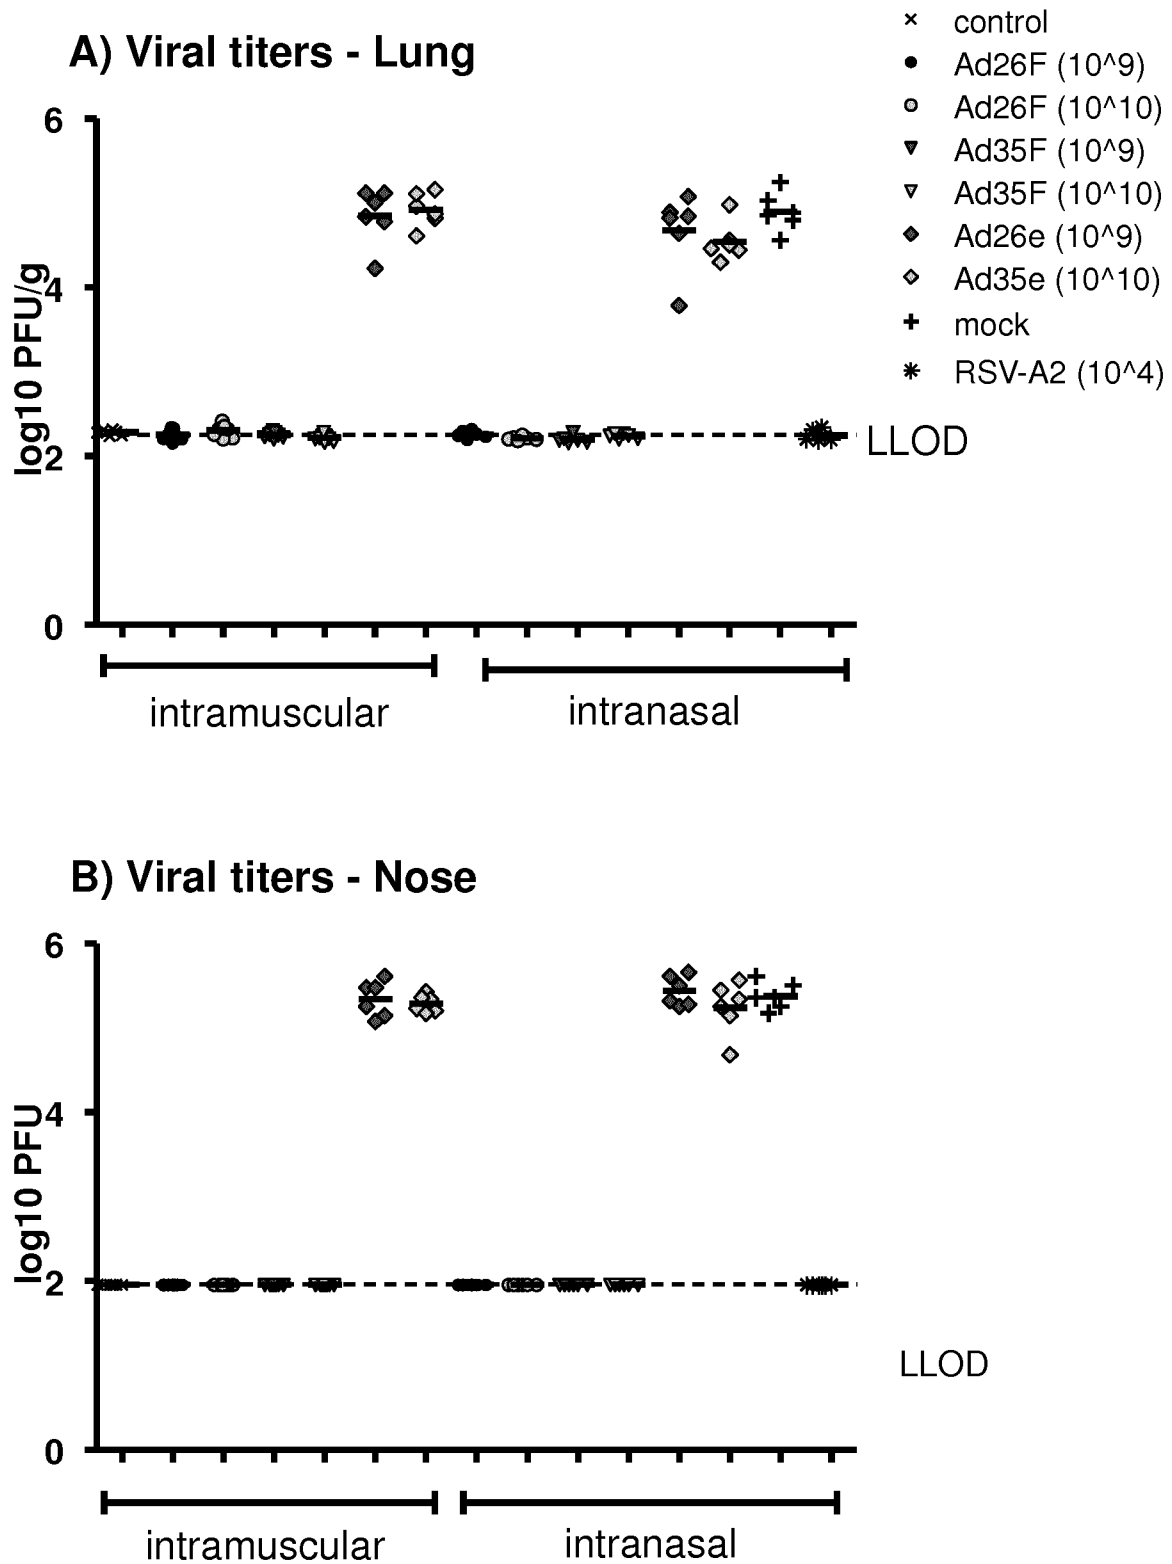 A) Viral titers - Lung
control
Ad26F (10^9)
Ad26F (10^10)
Ad35F (10^9)
Ad35F (10^10)
Ad26e (10^9)
Ad35e (10^10)
mock
RSV-A2 (10^4)
log10 PFU/g
6
4
2
0
LLOD
intramuscular
intranasal
B) Viral titers - Nose
log10 PFU
6
4
2
0
LLOD
intramuscular
intranasal